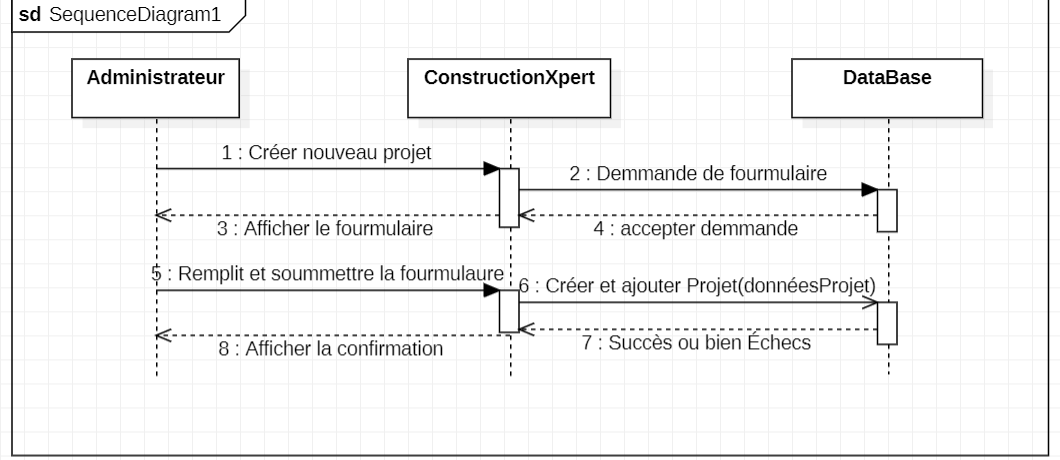 sd SequenceDiagram1
Administrateur
ConstructionXpert
DataBase
1 : Créer nouveau projet
2 : Demmande de fourmulaire
3 : Afficher le fourmulaire
4 : accepter demmande
5 : Remplit et soummettre la fourmulaure
6 : Créer et ajouter Projet(donnéesProjet)
7 : Succès ou bien Échecs
8 : Afficher la confirmation